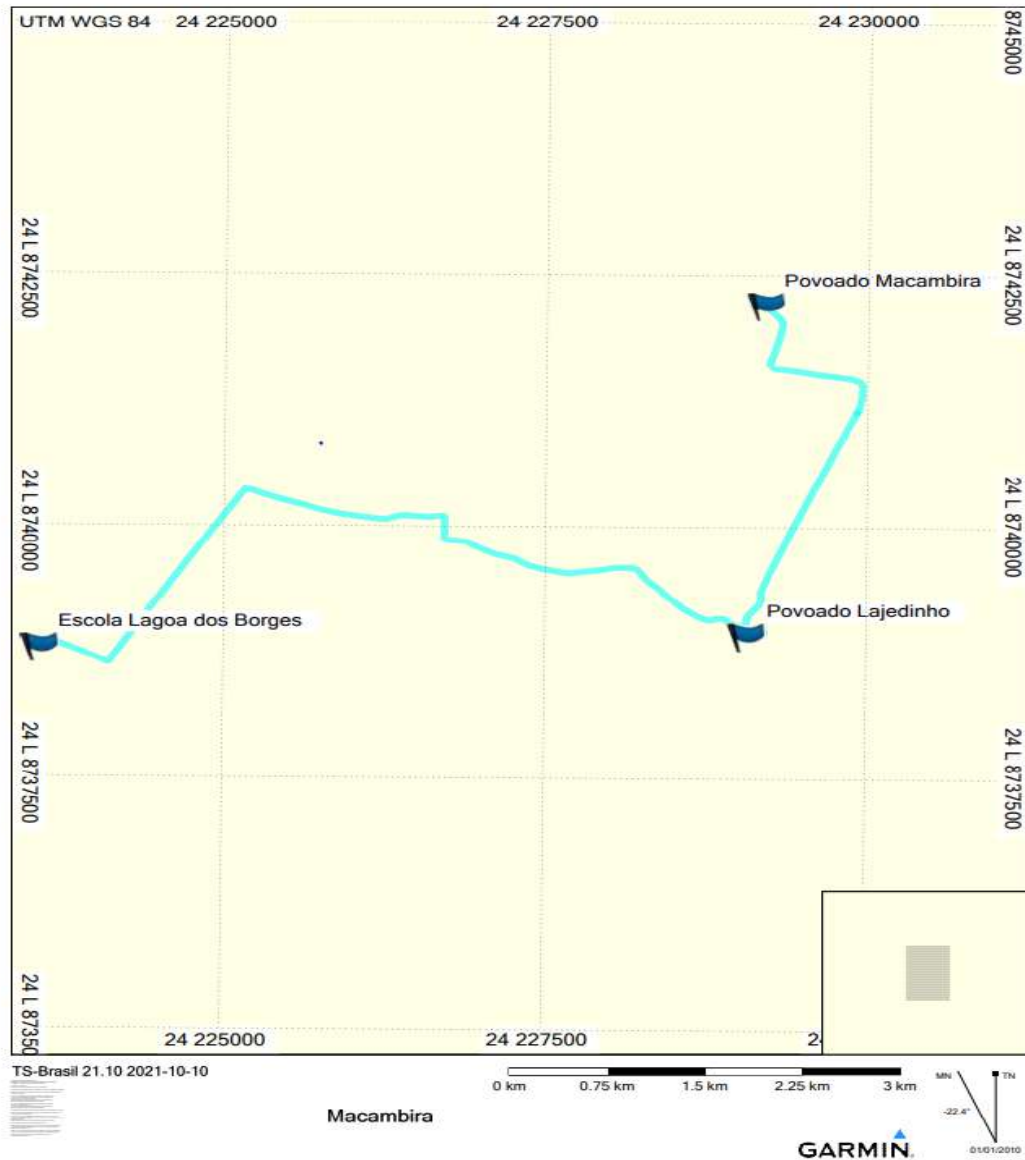 UTM WGS 84
24 225000
24 227500
24 230000
8745000
24 L 8742500
24 L 8742500
Povoado Macambira
24 L 8740000
24 L 8740000
Escola Lagoa dos Borges
Povoado Lajedinho
24 L 8737500
24 L 8737500
24 L 87350
24 225000
24 227500
24
TS-Brasil 21.10 2021-10-10
0 km
0.75 km
1.5 km
2.25 km
3 km
MN
TN
-22.4°
Macambira
GARMIN.
01/01/2010